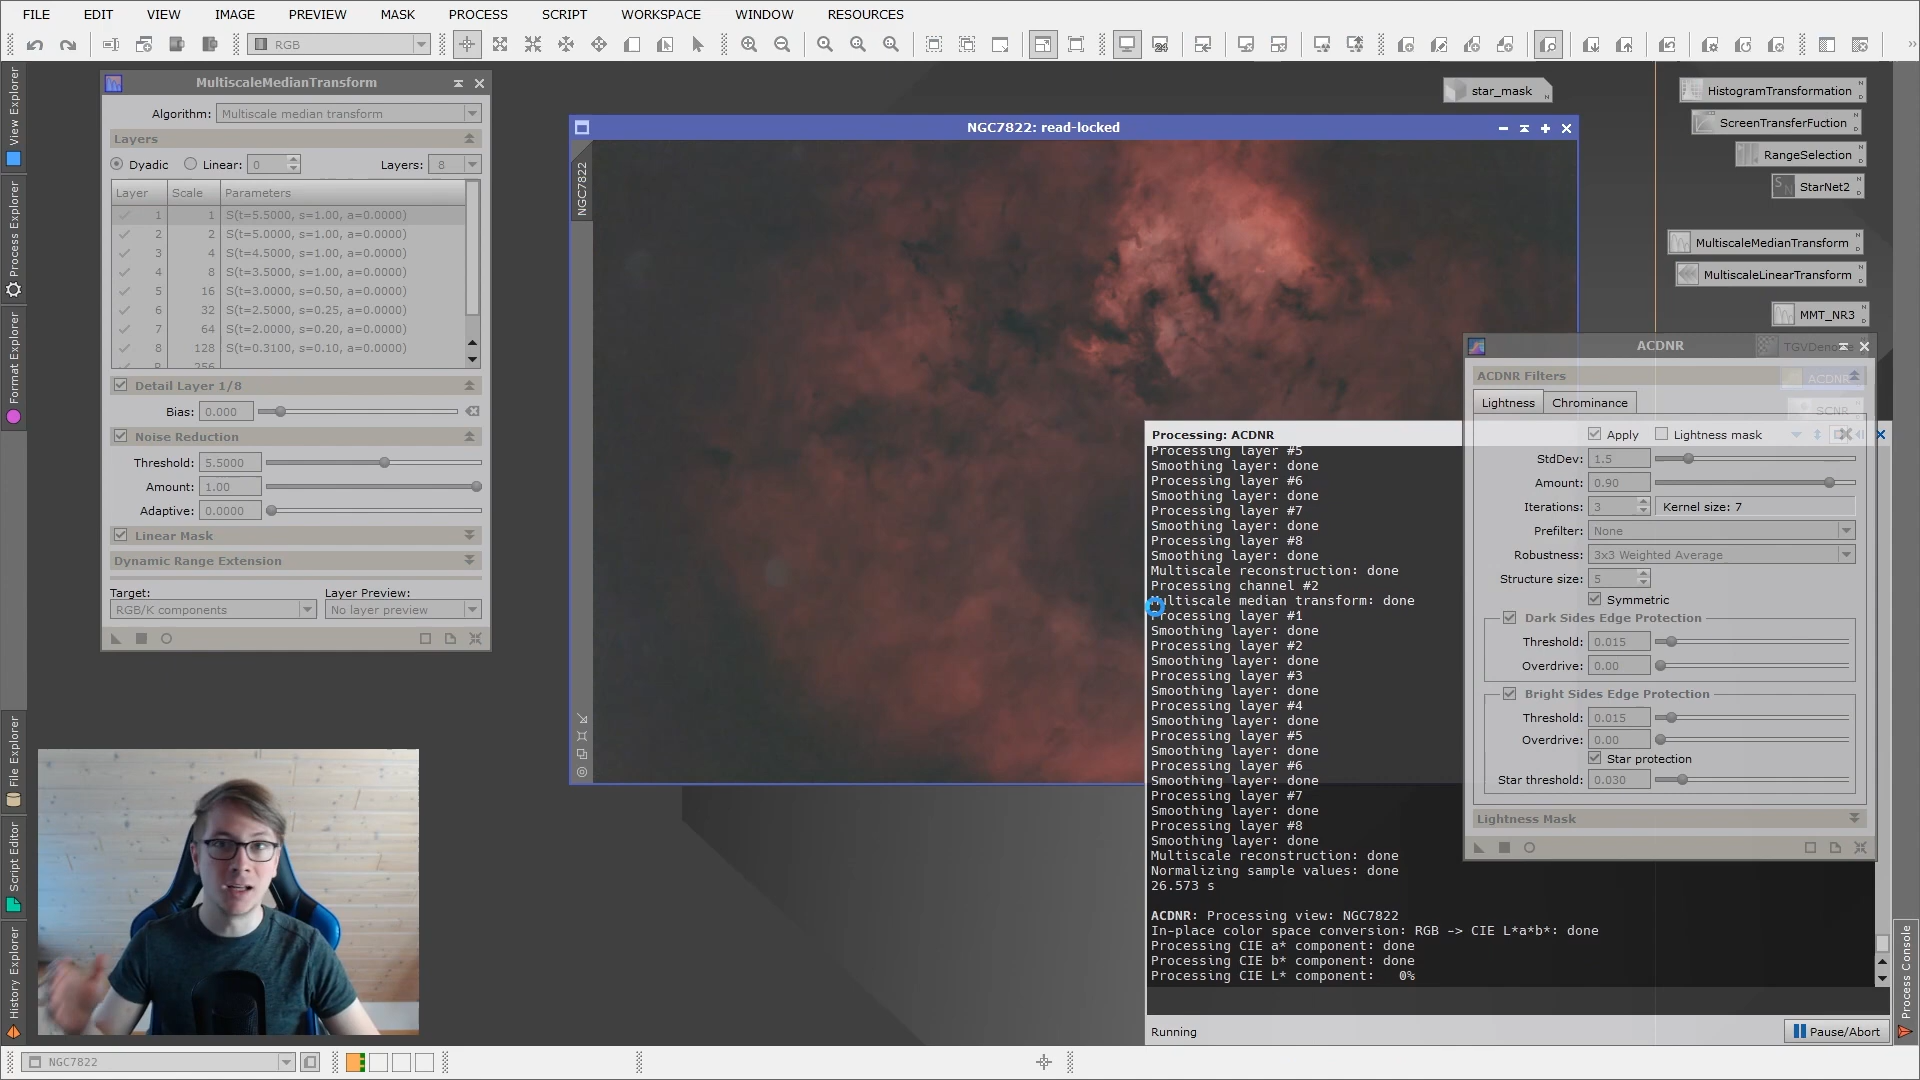 FILE EDIT VIEW IMAGE PREVIEW MASK PROCESS SCRIPT WORKSPACE WINDOW RESOURCES
RGB
24
View Explorer
Process Explorer
Format Explorer
File Explorer
Script Editor
History Explorer
MultiscaleMedianTransform
Algorithm: Multiscale median transform
Layers
Dyadic Linear: 0 Layers: 8
Layer Scale Parameters
1 1 S(t=5.5000, s=1.00, a=0.0000)
2 2 S(t=5.0000, s=1.00, a=0.0000)
3 4 S(t=4.5000, s=1.00, a=0.0000)
4 8 S(t=3.5000, s=1.00, a=0.0000)
5 16 S(t=3.0000, s=0.50, a=0.0000)
6 32 S(t=2.5000, s=0.25, a=0.0000)
7 64 S(t=2.0000, s=0.20, a=0.0000)
8 128 S(t=0.3100, s=0.10, a=0.0000)
R 256
Detail Layer 1/8
Bias: 0.000
Noise Reduction
Threshold: 5.5000
Amount: 1.00
Adaptive: 0.0000
Linear Mask
Dynamic Range Extension
Target: Layer Preview:
RGB/K components No layer preview
NGC7822: read-locked
NGC7822
star_mask
HistogramTransformation
ScreenTransferFuction
RangeSelection
StarNet2
MultiscaleMedianTransform
MultiscaleLinearTransform
MMT_NR3
ACDNR
ACDNR
SCNR
ACDNR Filters
Lightness Chrominance
Apply Lightness mask
StdDev: 1.5
Amount: 0.90
Iterations: 3 Kernel size: 7
Prefilter: None
Robustness: 3x3 Weighted Average
Structure size: 5
Symmetric
Dark Sides Edge Protection
Threshold: 0.015
Overdrive: 0.00
Bright Sides Edge Protection
Threshold: 0.015
Overdrive: 0.00
Star protection
Star threshold: 0.030
Lightness Mask
Processing: ACDNR
Processing layer #5
Smoothing layer: done
Processing layer #6
Smoothing layer: done
Processing layer #7
Smoothing layer: done
Processing layer #8
Smoothing layer: done
Multiscale reconstruction: done
Processing channel #2
Multiscale median transform: done
Processing layer #1
Smoothing layer: done
Processing layer #2
Smoothing layer: done
Processing layer #3
Smoothing layer: done
Processing layer #4
Smoothing layer: done
Processing layer #5
Smoothing layer: done
Processing layer #6
Smoothing layer: done
Processing layer #7
Smoothing layer: done
Processing layer #8
Smoothing layer: done
Multiscale reconstruction: done
Normalizing sample values: done
26.573 s
ACDNR: Processing view: NGC7822
In-place color space conversion: RGB -> CIE L*a*b*: done
Processing CIE a* component: done
Processing CIE b* component: done
Processing CIE L* component: 0%
Running
Pause/Abort
Process Console
NGC7822